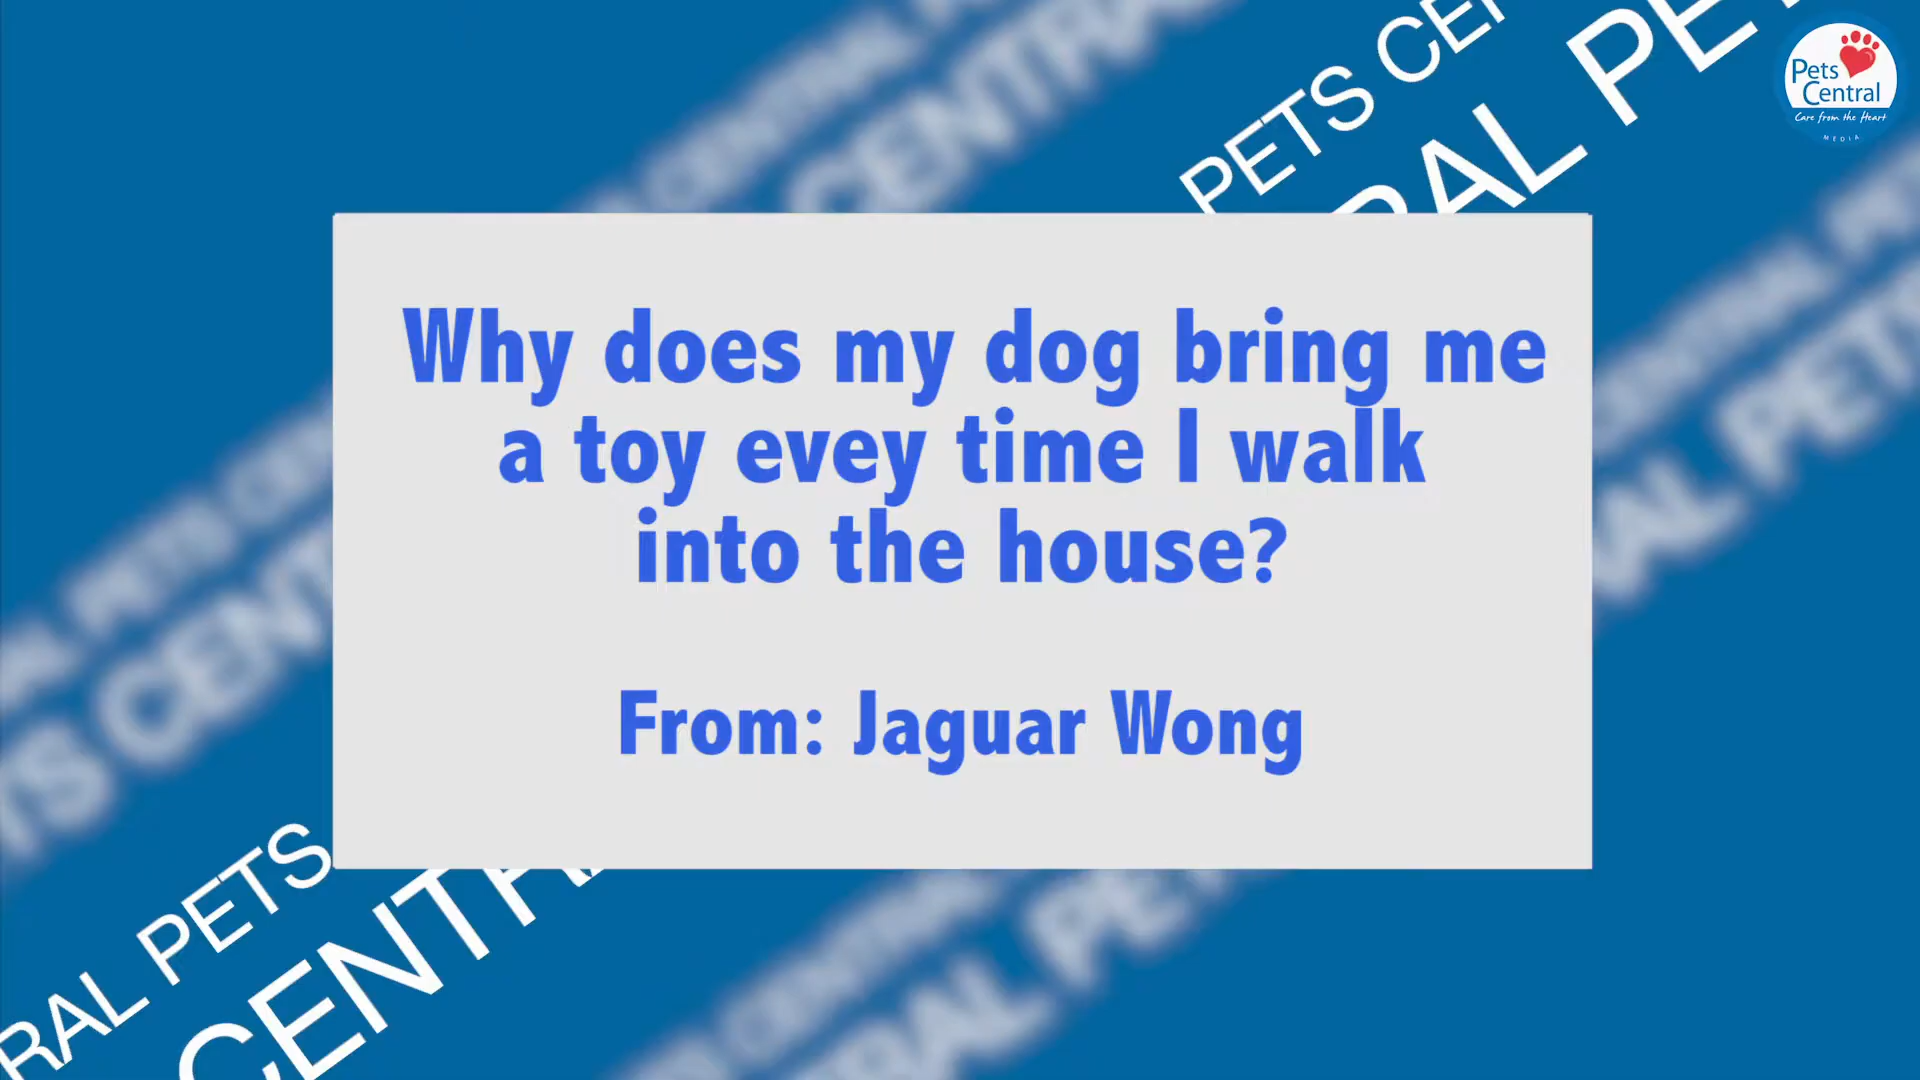 PETS CE
RAL PE
Pets
Central
Care from the Heart
MEDIA
Why does my dog bring me
a toy evey time I walk
into the house?
From: Jaguar Wong
RAL PETS
CENTR